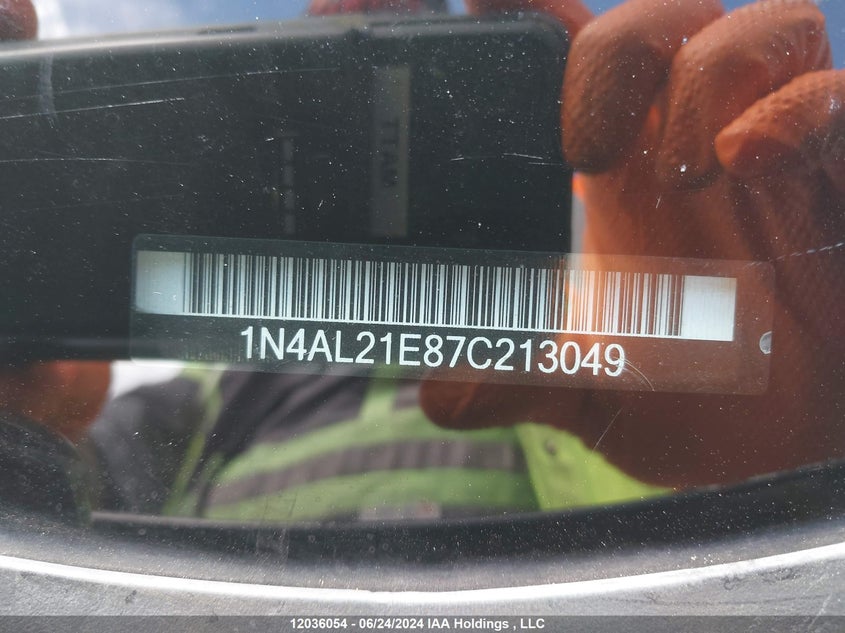 1N4AL21E87C213049
12036054 - 06/24/2024 IAA Holdings , LLC